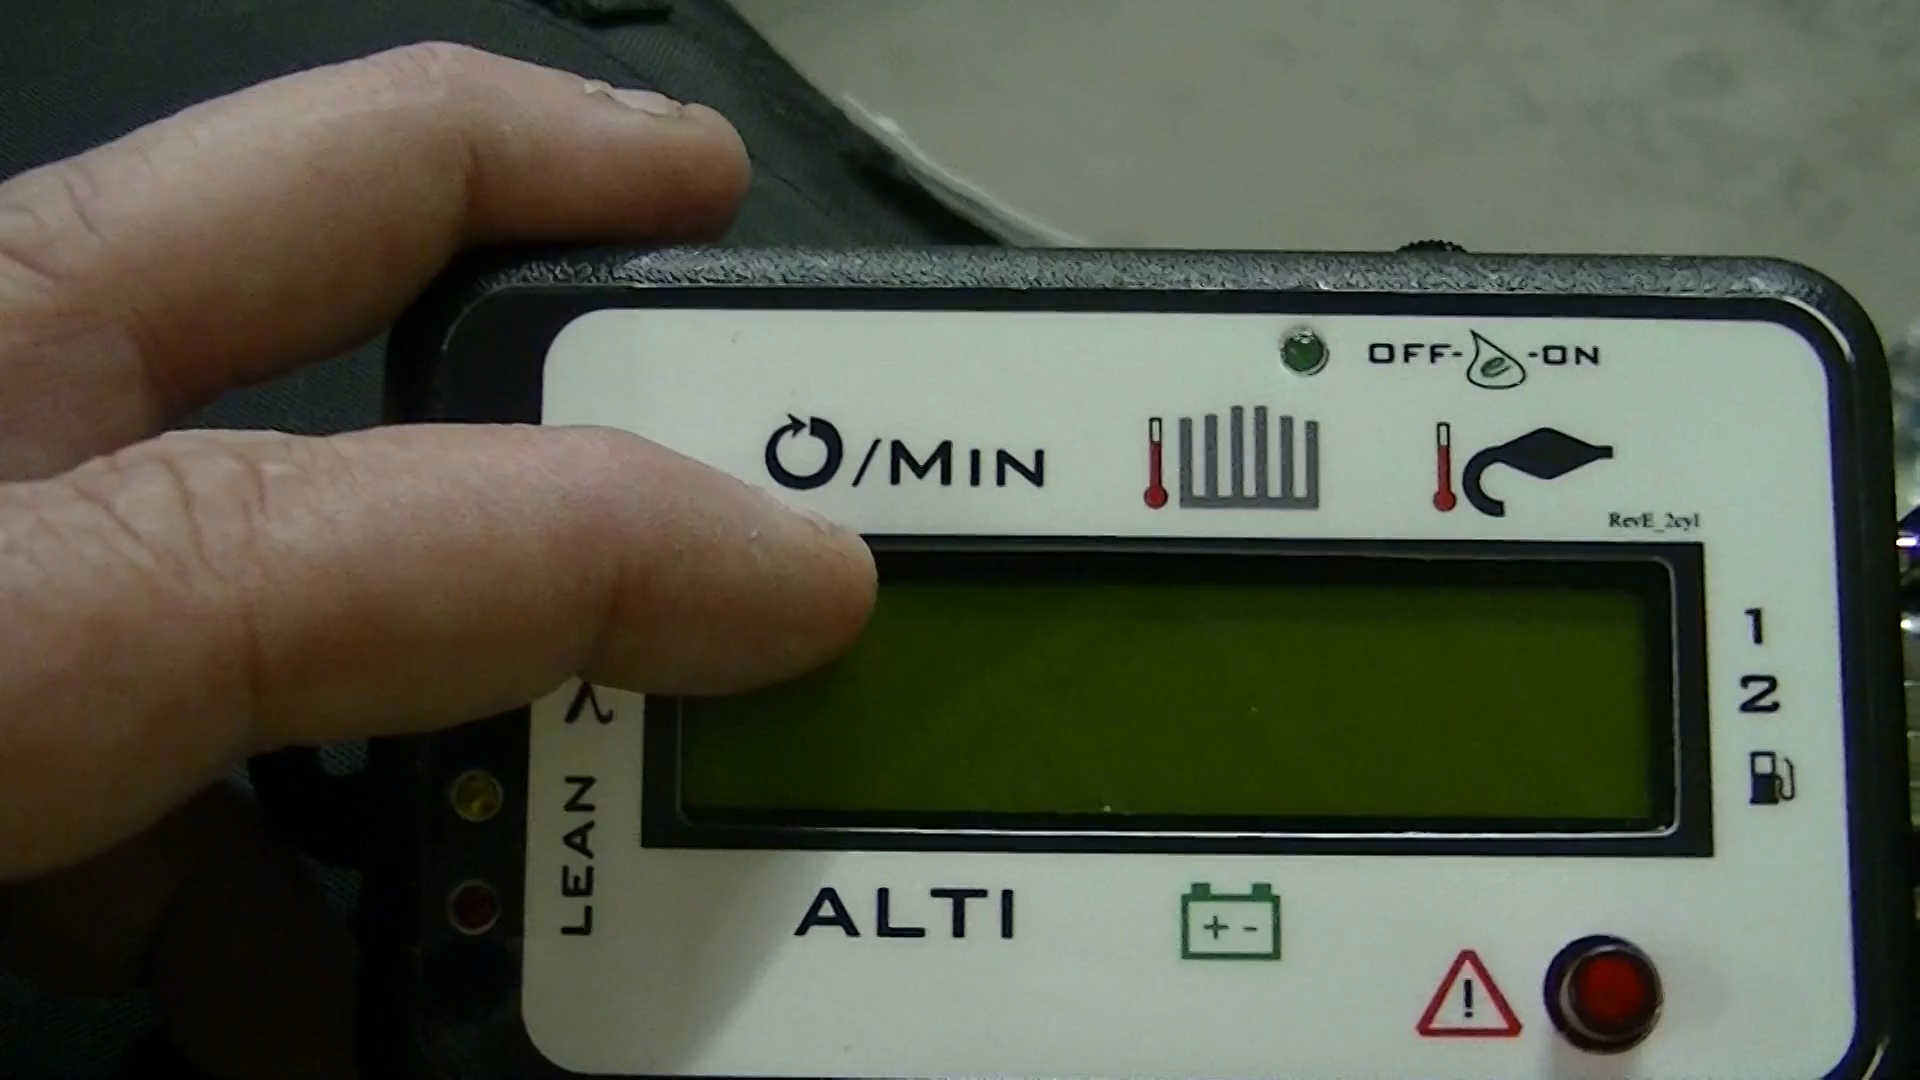 OFF-e-ON
/MIN
RevE_2cyl
1
2
LEAN λ
ALTI
+ -
!